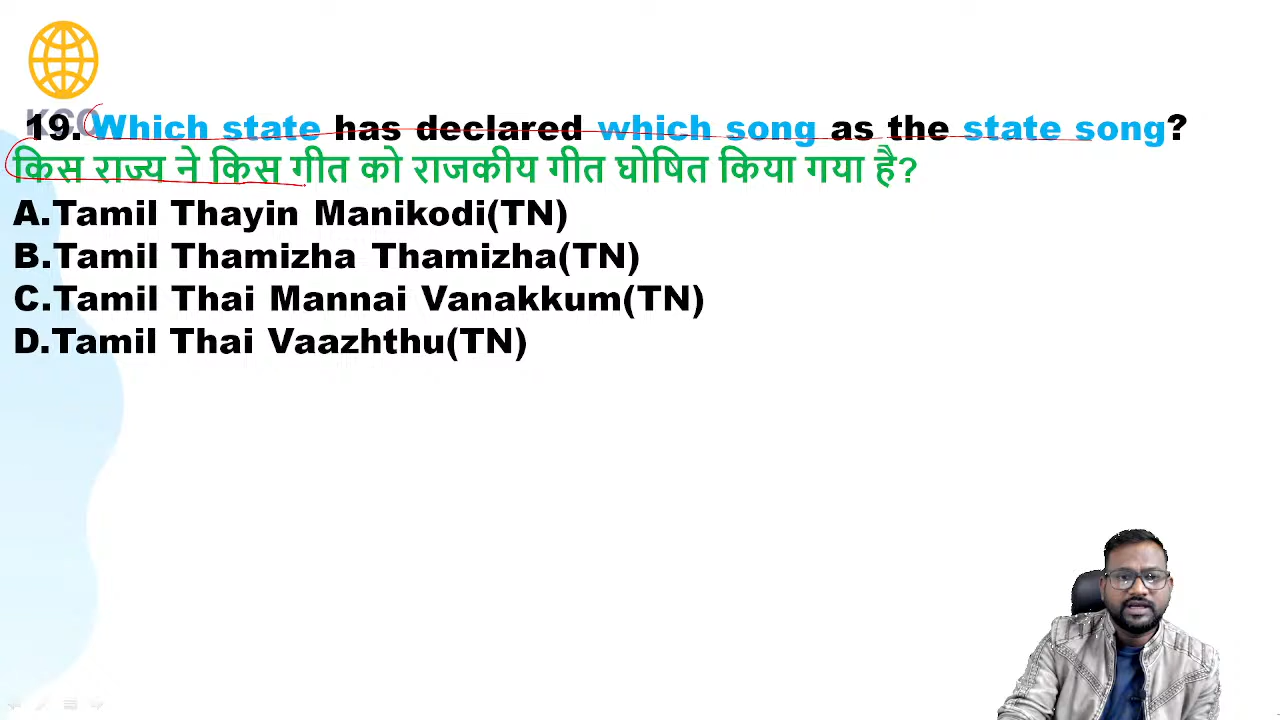 KCC
19. Which state has declared which song as the state song?
किस राज्य ने किस गीत को राजकीय गीत घोषित किया गया है?
A.Tamil Thayin Manikodi(TN)
B.Tamil Thamizha Thamizha(TN)
C.Tamil Thai Mannai Vanakkum(TN)
D.Tamil Thai Vaazhthu(TN)